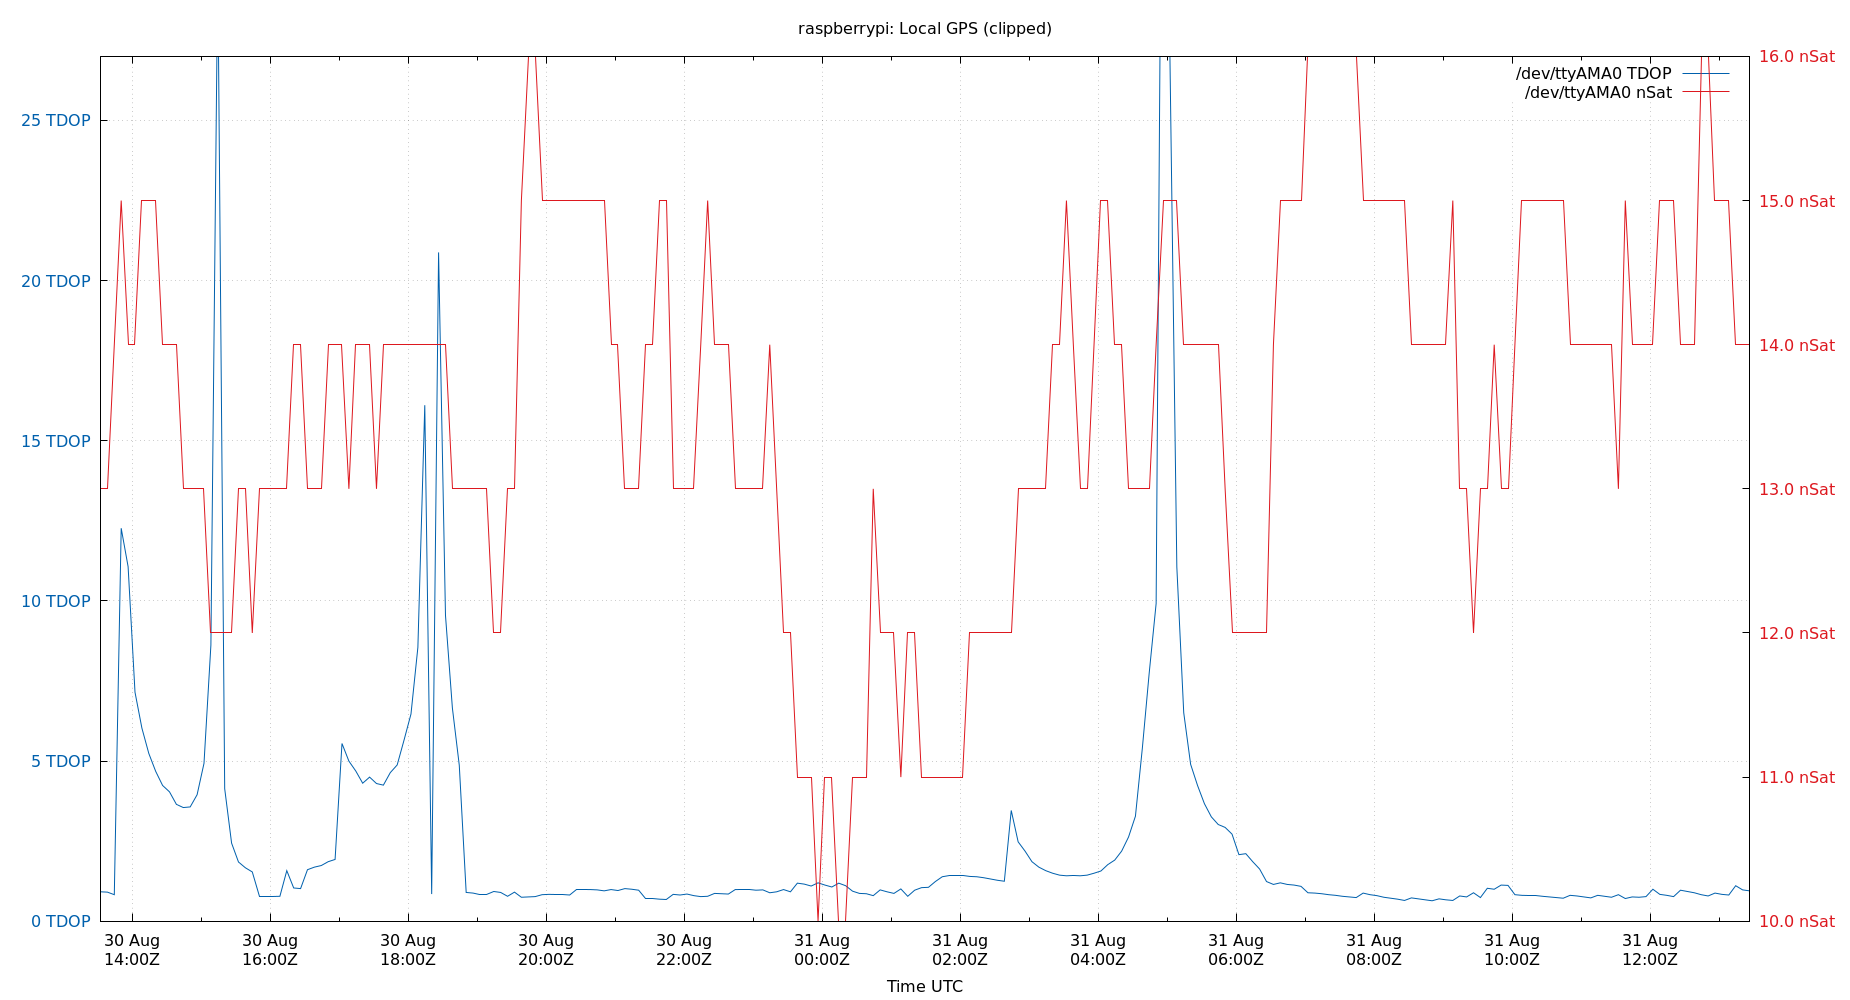 raspberrypi: Local GPS (clipped)
/dev/ttyAMA0 TDOP
/dev/ttyAMA0 nSat
25 TDOP
20 TDOP
15 TDOP
10 TDOP
5 TDOP
0 TDOP
16.0 nSat
15.0 nSat
14.0 nSat
13.0 nSat
12.0 nSat
11.0 nSat
10.0 nSat
30 Aug
14:00Z
30 Aug
16:00Z
30 Aug
18:00Z
30 Aug
20:00Z
30 Aug
22:00Z
31 Aug
00:00Z
31 Aug
02:00Z
31 Aug
04:00Z
31 Aug
06:00Z
31 Aug
08:00Z
31 Aug
10:00Z
31 Aug
12:00Z
Time UTC